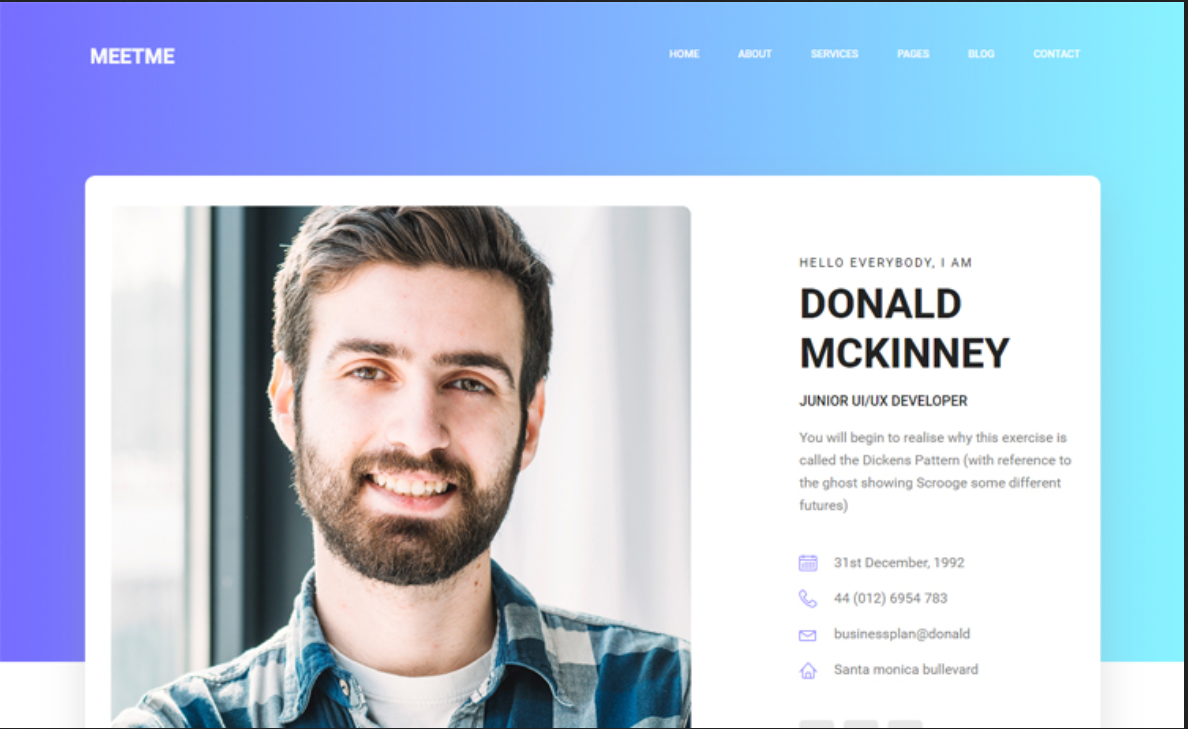 MEETME
HOME ABOUT SERVICES PAGES BLOG CONTACT
HELLO EVERYBODY, I AM
DONALD
MCKINNEY
JUNIOR UI/UX DEVELOPER
You will begin to realise why this exercise is
called the Dickens Pattern (with reference to
the ghost showing Scrooge some different
futures)
31st December, 1992
44 (012) 6954 783
businessplan@donald
Santa monica bullevard